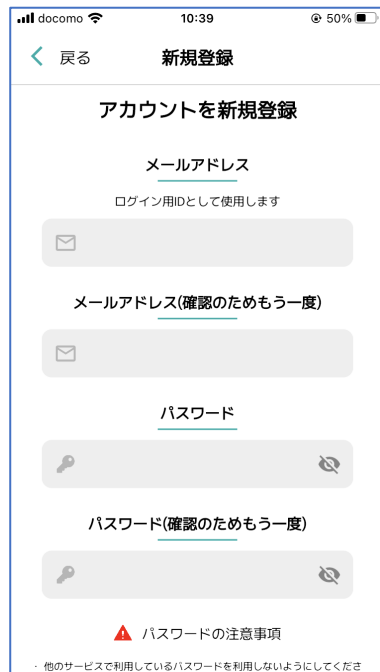 docomo 10:39 50%
戻る 新規登録
アカウントを新規登録
メールアドレス
ログイン用IDとして使用します
メールアドレス(確認のためもう一度)
パスワード
パスワード(確認のためもう一度)
パスワードの注意事項
・ 他のサービスで利用しているパスワードを利用しないようにしてくださ